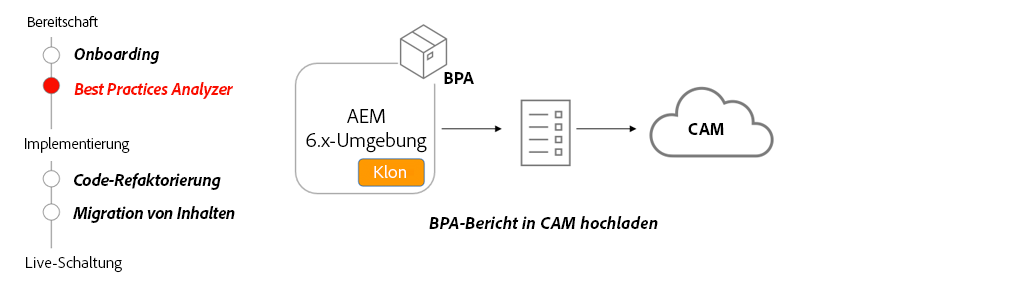 Bereitschaft
Onboarding
Best Practices Analyzer
Implementierung
Code-Refaktorierung
Migration von Inhalten
Live-Schaltung
BPA
AEM
6.x-Umgebung
Klon
CAM
BPA-Bericht in CAM hochladen